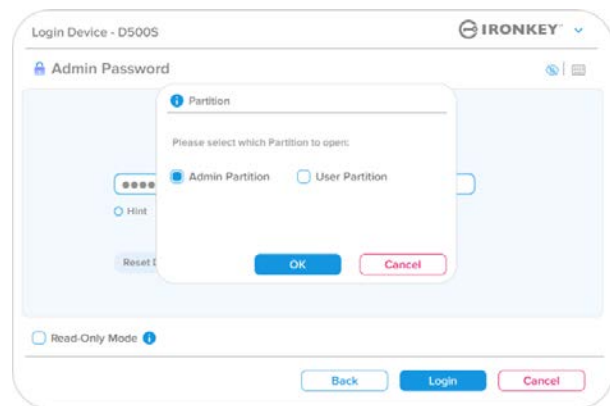 Login Device - D500S
IRONKEY
Admin Password
Partition
Please select which Partition to open:
Admin Partition User Partition
Hint
Reset
OK Cancel
Read-Only Mode
Back Login Cancel